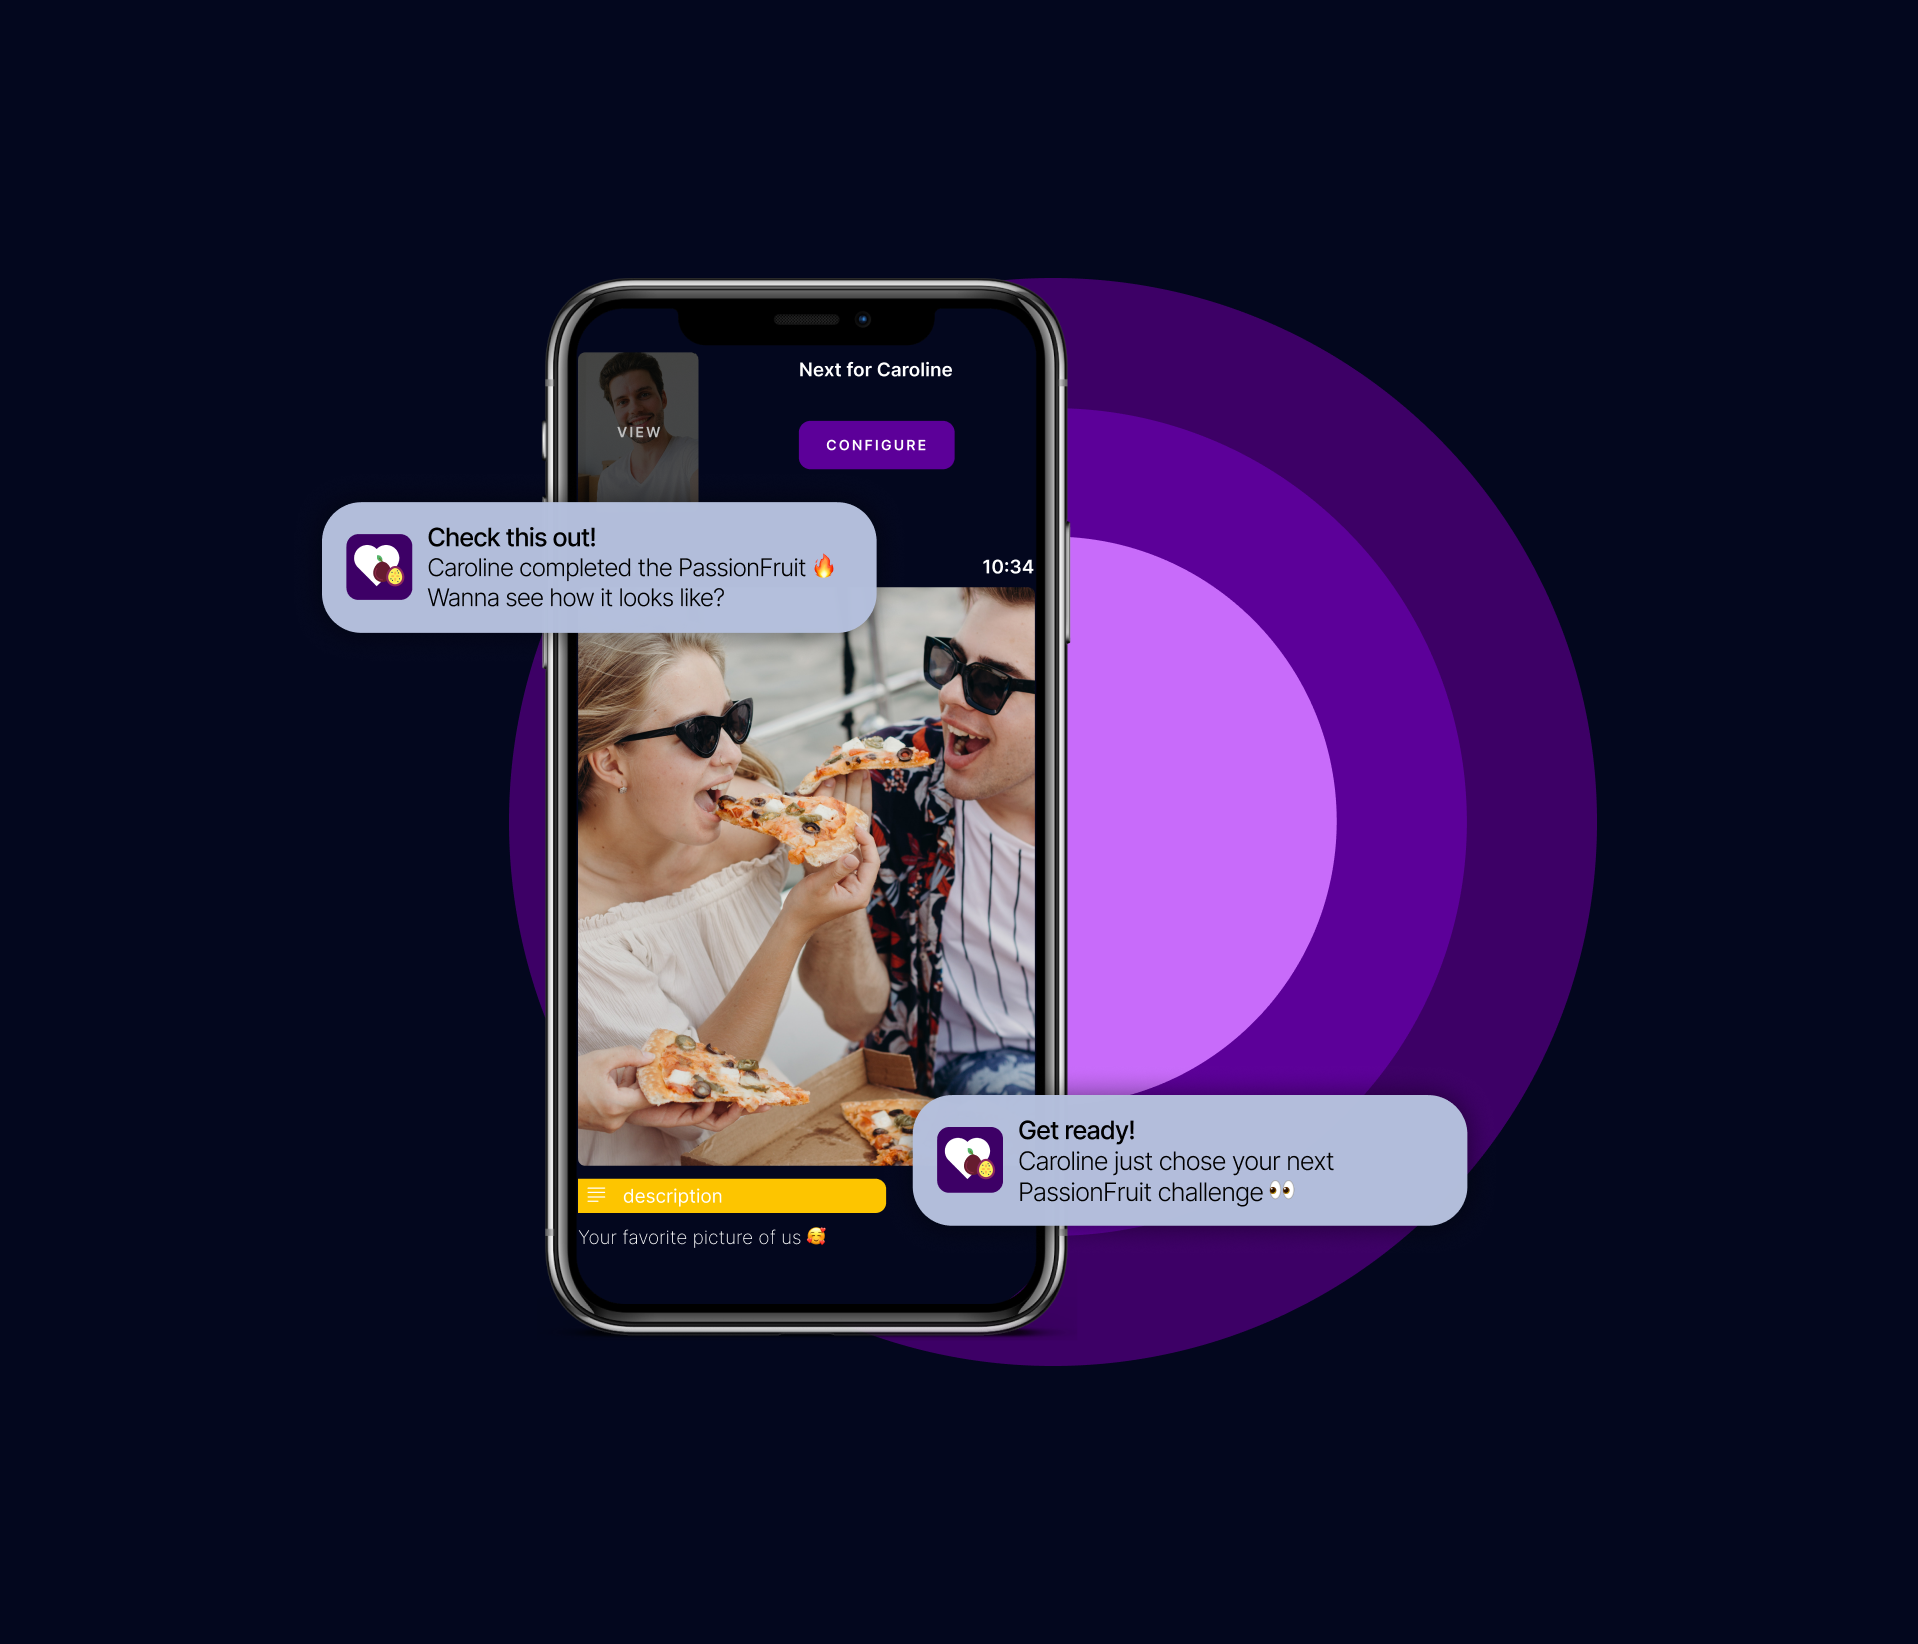 Next for Caroline
VIEW
CONFIGURE
Check this out!
Caroline completed the PassionFruit 🔥
Wanna see how it looks like?
10:34
Get ready!
Caroline just chose your next
PassionFruit challenge 👀
description
Your favorite picture of us 🥰